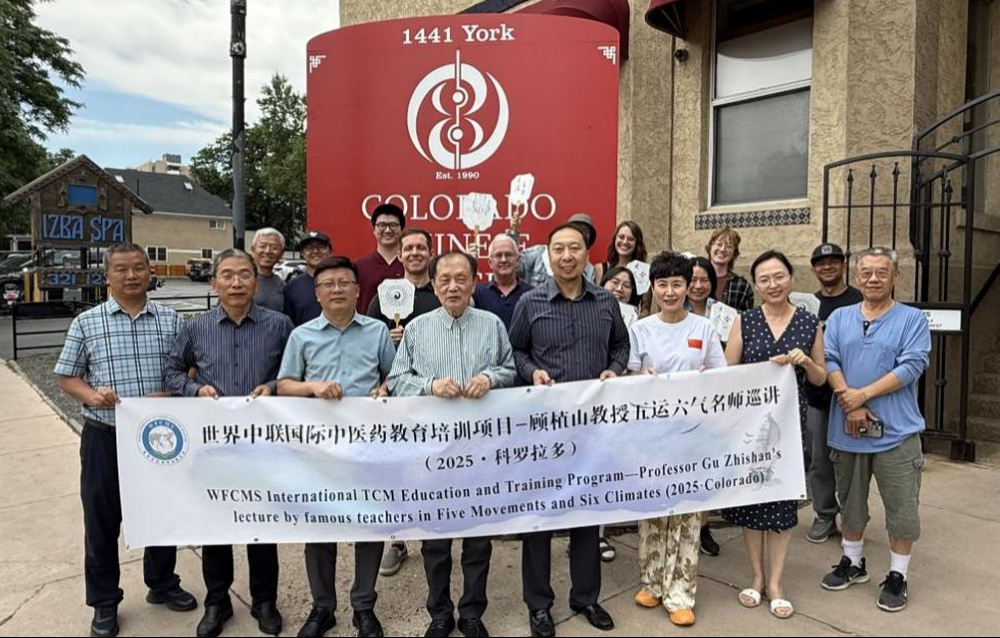 1441 York
Est. 1990
COLORADO
CHINESE
IZBA SPA
WFCMS
世界中联国际中医药教育培训项目-顾植山教授五运六气名师巡讲
（2025·科罗拉多）
WFCMS International TCM Education and Training Program—Professor Gu Zhishan's
lecture by famous teachers in Five Movements and Six Climates (2025·Colorado)